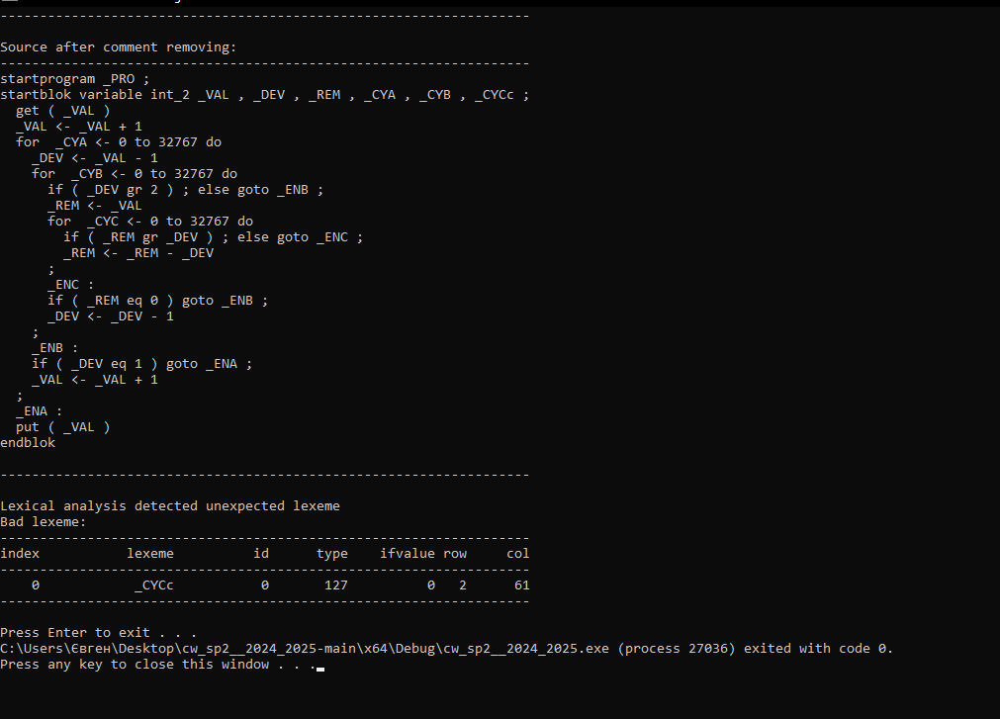 -------------------------------------------------------------------
Source after comment removing:
-------------------------------------------------------------------
startprogram _PRO ;
startblok variable int_2 _VAL , _DEV , _REM , _CYA , _CYB , _CYCc ;
  get ( _VAL )
  _VAL <- _VAL + 1
  for  _CYA <- 0 to 32767 do
    _DEV <- _VAL - 1
    for  _CYB <- 0 to 32767 do
      if ( _DEV gr 2 ) ; else goto _ENB ;
      _REM <- _VAL
      for  _CYC <- 0 to 32767 do
        if ( _REM gr _DEV ) ; else goto _ENC ;
        _REM <- _REM - _DEV
      ;
      _ENC :
      if ( _REM eq 0 ) goto _ENB ;
      _DEV <- _DEV - 1
    ;
    _ENB :
    if ( _DEV eq 1 ) goto _ENA ;
    _VAL <- _VAL + 1
  ;
  _ENA :
  put ( _VAL )
endblok
-------------------------------------------------------------------
Lexical analysis detected unexpected lexeme
Bad lexeme:
-------------------------------------------------------------------
index           lexeme          id      type    ifvalue row     col
-------------------------------------------------------------------
    0            _CYCc           0       127          0   2      61
-------------------------------------------------------------------
Press Enter to exit . . .
C:\Users\Євген\Desktop\cw_sp2__2024_2025-main\x64\Debug\cw_sp2__2024_2025.exe (process 27036) exited with code 0.
Press any key to close this window . . .